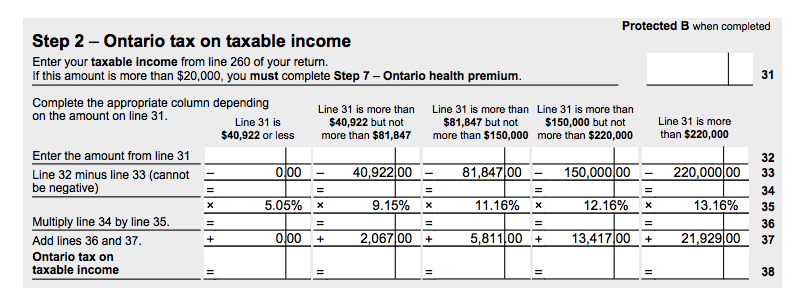 Protected B when completed
Step 2 – Ontario tax on taxable income
Enter your taxable income from line 260 of your return.
If this amount is more than $20,000, you must complete Step 7 – Ontario health premium.
31
Complete the appropriate column depending
on the amount on line 31.
Line 31 is
$40,922 or less
Line 31 is more than
$40,922 but not
more than $81,847
Line 31 is more than
$81,847 but not
more than $150,000
Line 31 is more than
$150,000 but not
more than $220,000
Line 31 is more
than $220,000
Enter the amount from line 31 32
Line 32 minus line 33 (cannot − 0 00 − 40,922 00 − 81,847 00 − 150,000 00 − 220,000 00 33
be negative) = = = = = 34
× 5.05% × 9.15% × 11.16% × 12.16% × 13.16% 35
Multiply line 34 by line 35. = = = = = 36
Add lines 36 and 37. + 0 00 + 2,067 00 + 5,811 00 + 13,417 00 + 21,929 00 37
Ontario tax on
taxable income = = = = = 38